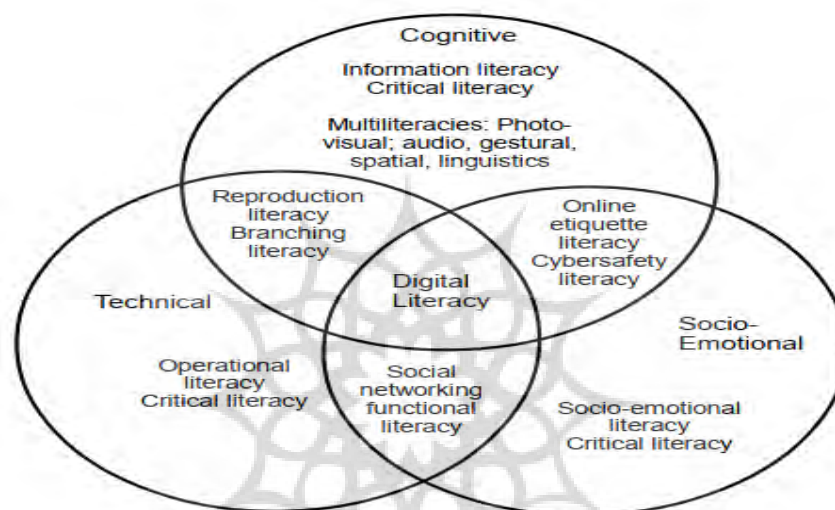 Cognitive
Information literacy
Critical literacy
Multiliteracies: Photo-
visual; audio, gestural,
spatial, linguistics
Reproduction
literacy
Branching
literacy
Online
etiquette
literacy
Cybersafety
literacy
Digital
Literacy
Technical
Operational
literacy
Critical literacy
Social
networking
functional
literacy
Socio-
Emotional
Socio-emotional
literacy
Critical literacy